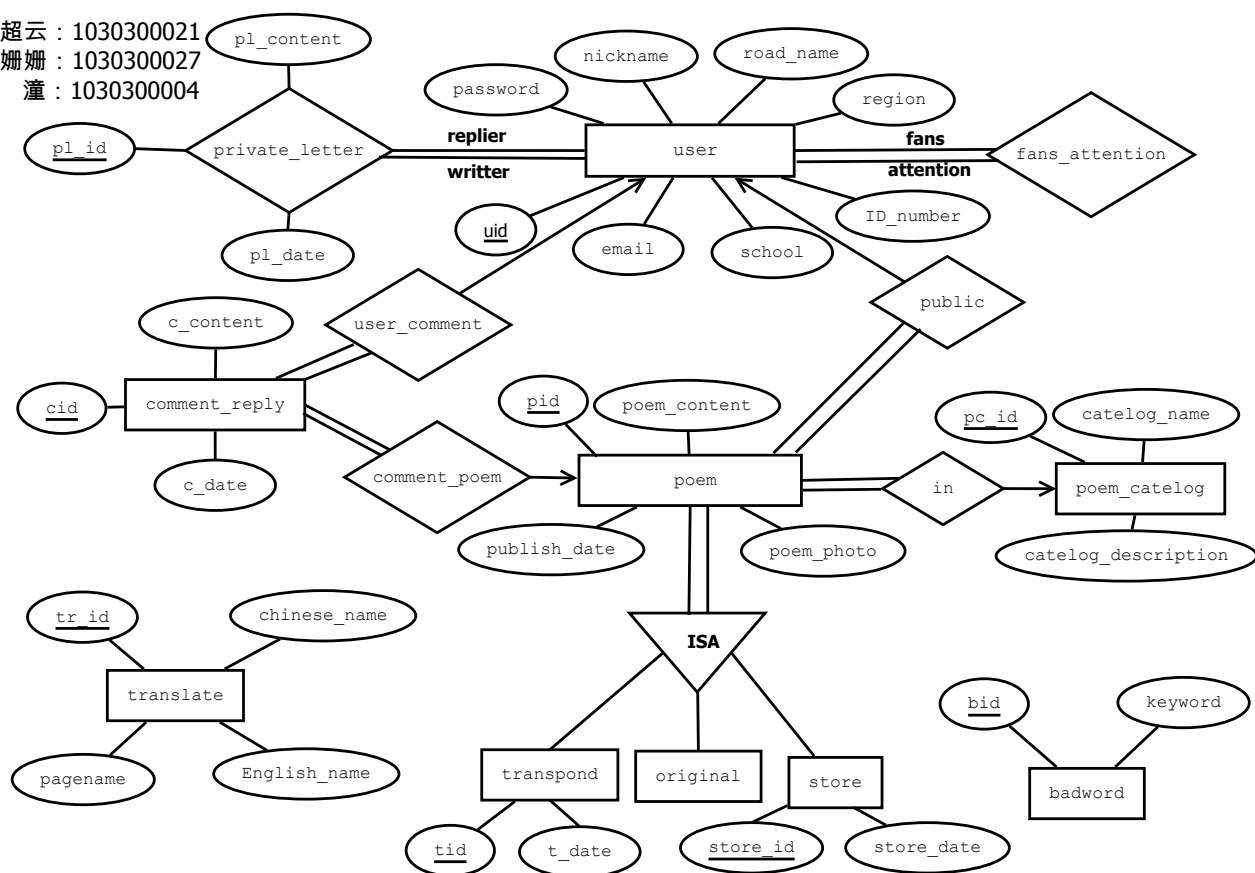 超云：1030300021
姗姗：1030300027
潼：1030300004
pl_content
nickname
road_name
password
region
pl_id
private_letter
replier
writter
user
fans
attention
fans_attention
uid
ID_number
pl_date
email
school
public
c_content
user_comment
cid
comment_reply
pid
poem_content
pc_id
catelog_name
c_date
comment_poem
poem
in
poem_catelog
publish_date
poem_photo
catelog_description
tr_id
chinese_name
ISA
translate
bid
keyword
pagename
English_name
transpond
original
store
badword
tid
t_date
store_id
store_date